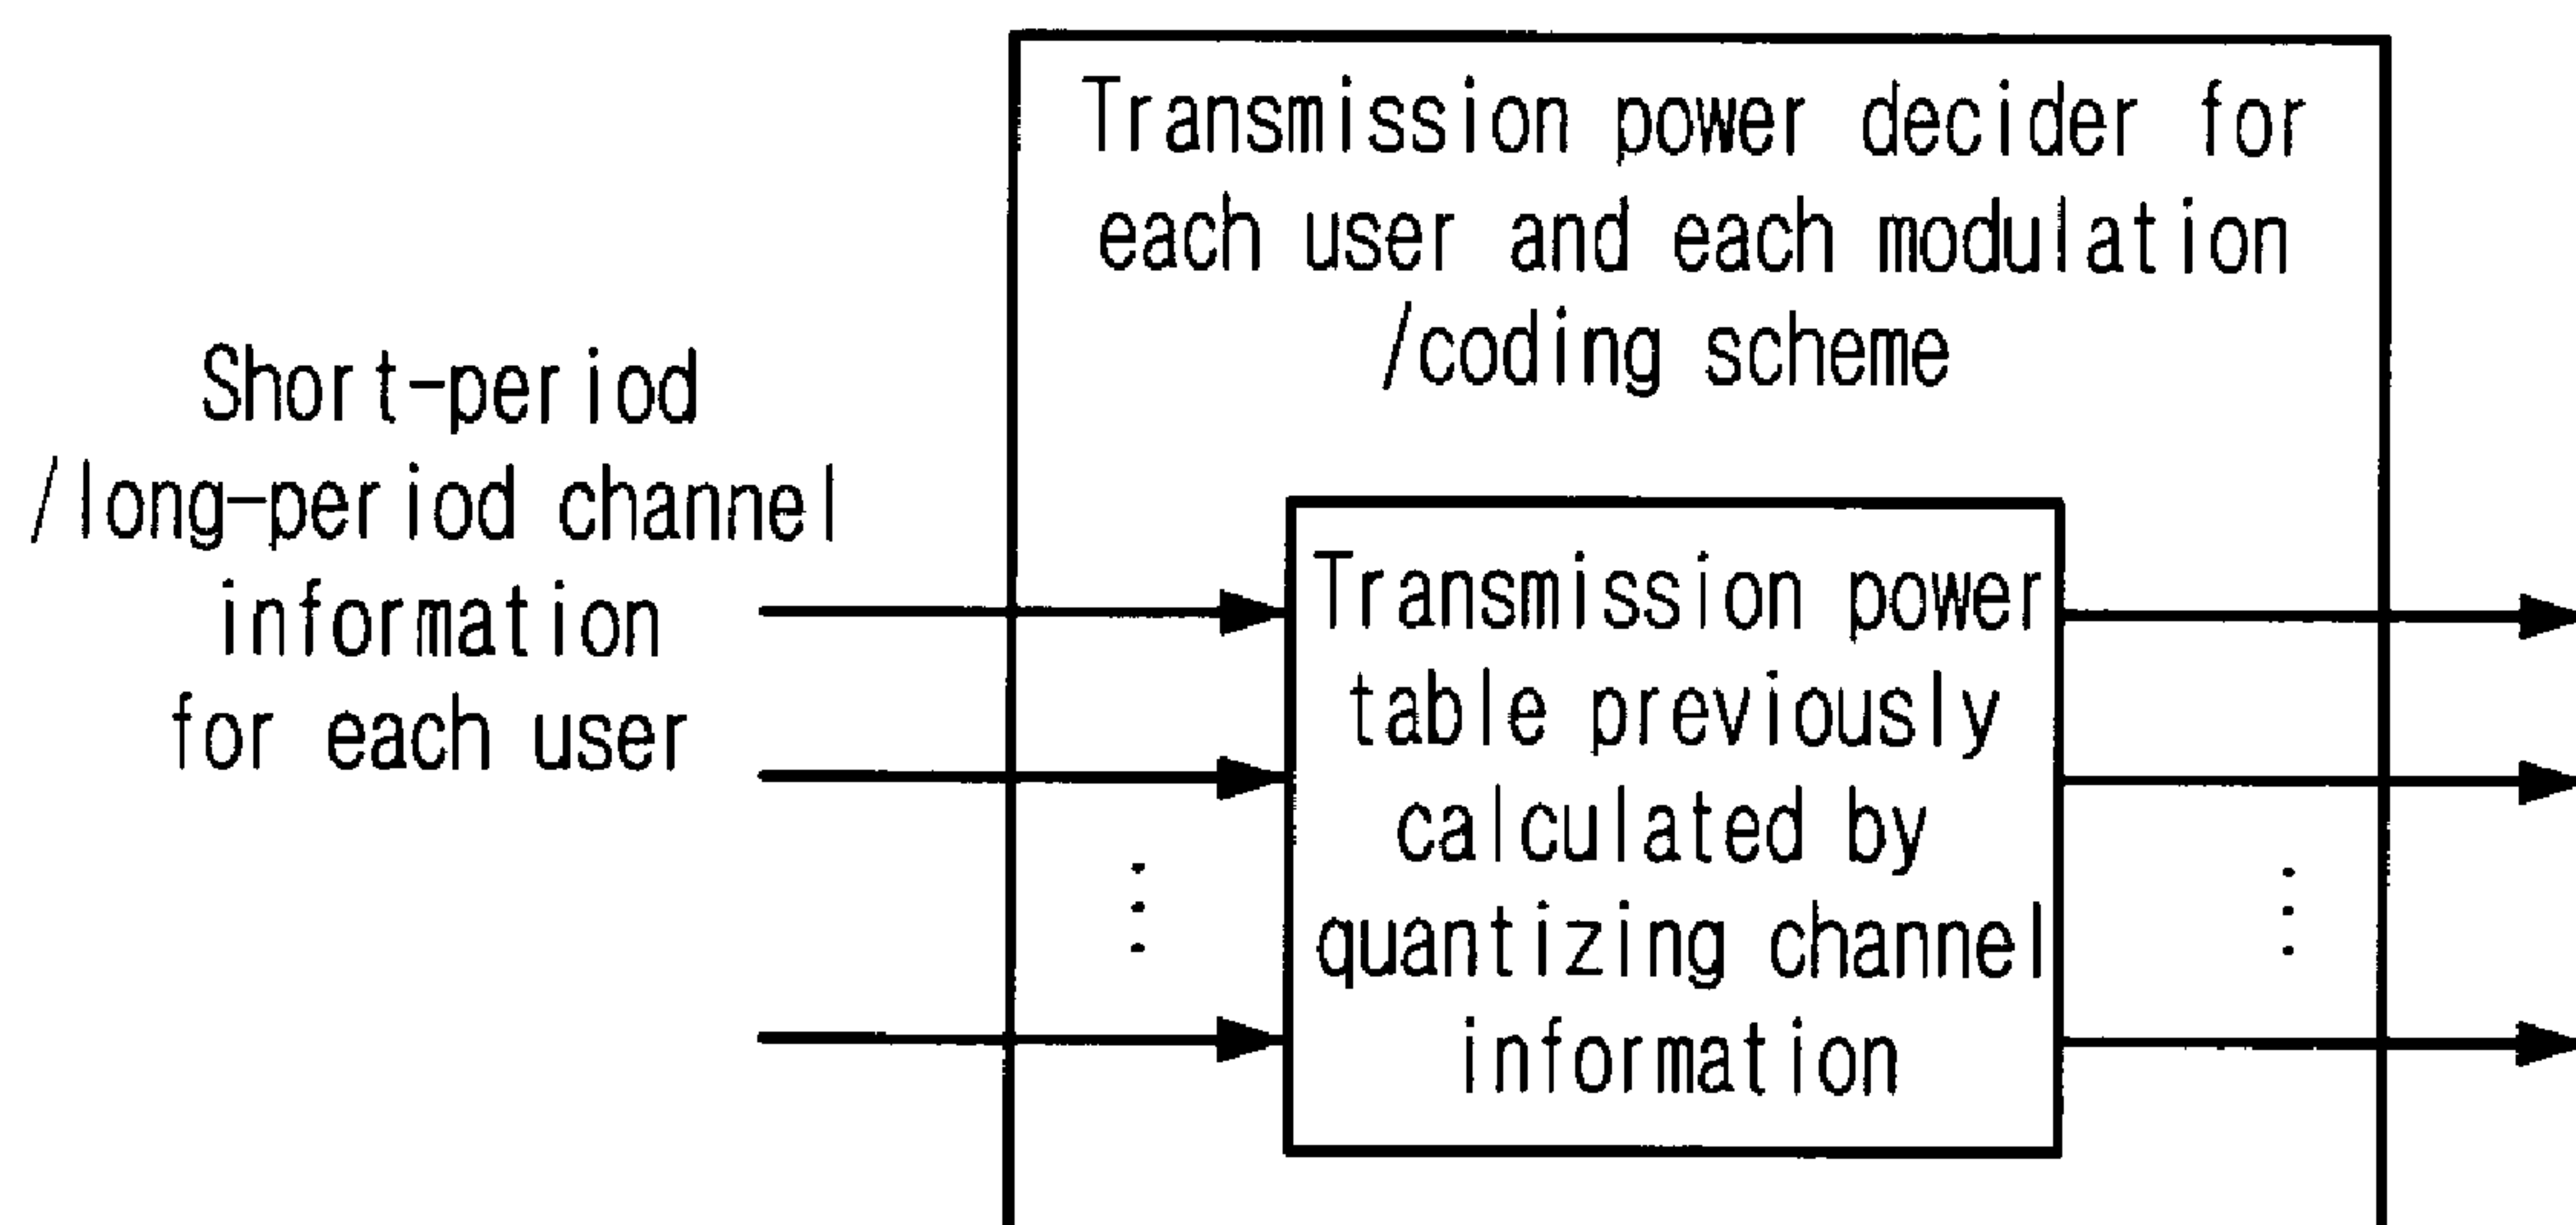 Transmission power decider for
each user and each modulation
/coding scheme
Short-period
/long-period channel
information
for each user
Transmission power
table previously
calculated by
quantizing channel
information